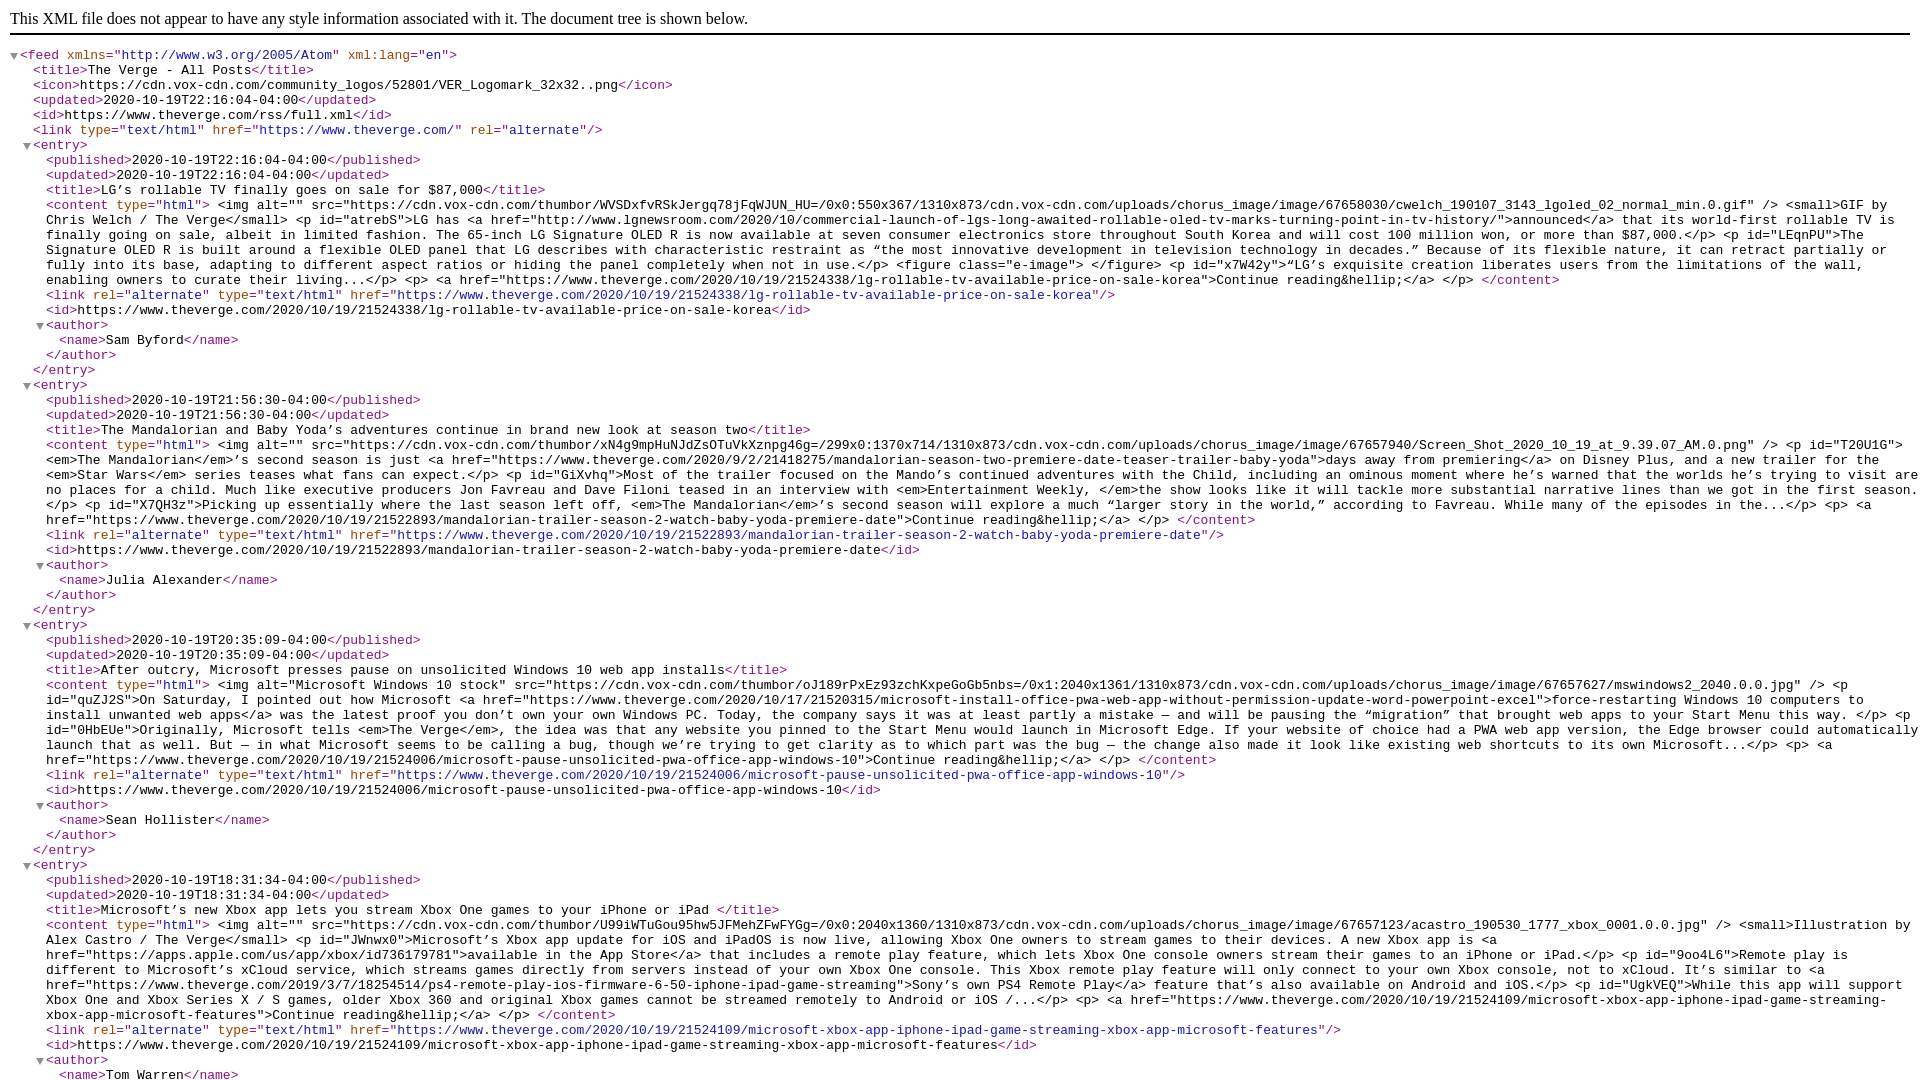 This XML file does not appear to have any style information associated with it. The document tree is shown below.
<feed xmlns="http://www.w3.org/2005/Atom" xml:lang="en">
<title>The Verge - All Posts</title>
<icon>https://cdn.vox-cdn.com/community_logos/52801/VER_Logomark_32x32..png</icon>
<updated>2020-10-19T22:16:04-04:00</updated>
<id>https://www.theverge.com/rss/full.xml</id>
<link type="text/html" href="https://www.theverge.com/" rel="alternate"/>
<entry>
<published>2020-10-19T22:16:04-04:00</published>
<updated>2020-10-19T22:16:04-04:00</updated>
<title>LG’s rollable TV finally goes on sale for $87,000</title>
<content type="html"> <img alt="" src="https://cdn.vox-cdn.com/thumbor/WVSDxfvRSkJergq78jFqWJUN_HU=/0x0:550x367/1310x873/cdn.vox-cdn.com/uploads/chorus_image/image/67658030/cwelch_190107_3143_lgoled_02_normal_min.0.gif" /> <small>GIF by
Chris Welch / The Verge</small> <p id="atrebS">LG has <a href="http://www.lgnewsroom.com/2020/10/commercial-launch-of-lgs-long-awaited-rollable-oled-tv-marks-turning-point-in-tv-history/">announced</a> that its world-first rollable TV is
finally going on sale, albeit in limited fashion. The 65-inch LG Signature OLED R is now available at seven consumer electronics store throughout South Korea and will cost 100 million won, or more than $87,000.</p> <p id="LEqnPU">The
Signature OLED R is built around a flexible OLED panel that LG describes with characteristic restraint as “the most innovative development in television technology in decades.” Because of its flexible nature, it can retract partially or
fully into its base, adapting to different aspect ratios or hiding the panel completely when not in use.</p> <figure class="e-image"> </figure> <p id="x7W42y">“LG’s exquisite creation liberates users from the limitations of the wall,
enabling owners to curate their living...</p> <p> <a href="https://www.theverge.com/2020/10/19/21524338/lg-rollable-tv-available-price-on-sale-korea">Continue reading&hellip;</a> </p> </content>
<link rel="alternate" type="text/html" href="https://www.theverge.com/2020/10/19/21524338/lg-rollable-tv-available-price-on-sale-korea"/>
<id>https://www.theverge.com/2020/10/19/21524338/lg-rollable-tv-available-price-on-sale-korea</id>
<author>
<name>Sam Byford</name>
</author>
</entry>
<entry>
<published>2020-10-19T21:56:30-04:00</published>
<updated>2020-10-19T21:56:30-04:00</updated>
<title>The Mandalorian and Baby Yoda’s adventures continue in brand new look at season two</title>
<content type="html"> <img alt="" src="https://cdn.vox-cdn.com/thumbor/xN4g9mpHuNJdZsOTuVkXznpg46g=/299x0:1370x714/1310x873/cdn.vox-cdn.com/uploads/chorus_image/image/67657940/Screen_Shot_2020_10_19_at_9.39.07_AM.0.png" /> <p id="T20U1G">
<em>The Mandalorian</em>’s second season is just <a href="https://www.theverge.com/2020/9/2/21418275/mandalorian-season-two-premiere-date-teaser-trailer-baby-yoda">days away from premiering</a> on Disney Plus, and a new trailer for the
<em>Star Wars</em> series teases what fans can expect.</p> <p id="GiXvhq">Most of the trailer focused on the Mando’s continued adventures with the Child, including an ominous moment where he’s warned that the worlds he’s trying to visit are
no places for a child. Much like executive producers Jon Favreau and Dave Filoni teased in an interview with <em>Entertainment Weekly, </em>the show looks like it will tackle more substantial narrative lines than we got in the first season.
</p> <p id="X7QH3z">Picking up essentially where the last season left off, <em>The Mandalorian</em>’s second season will explore a much “larger story in the world,” according to Favreau. While many of the episodes in the...</p> <p> <a
href="https://www.theverge.com/2020/10/19/21522893/mandalorian-trailer-season-2-watch-baby-yoda-premiere-date">Continue reading&hellip;</a> </p> </content>
<link rel="alternate" type="text/html" href="https://www.theverge.com/2020/10/19/21522893/mandalorian-trailer-season-2-watch-baby-yoda-premiere-date"/>
<id>https://www.theverge.com/2020/10/19/21522893/mandalorian-trailer-season-2-watch-baby-yoda-premiere-date</id>
<author>
<name>Julia Alexander</name>
</author>
</entry>
<entry>
<published>2020-10-19T20:35:09-04:00</published>
<updated>2020-10-19T20:35:09-04:00</updated>
<title>After outcry, Microsoft presses pause on unsolicited Windows 10 web app installs</title>
<content type="html"> <img alt="Microsoft Windows 10 stock" src="https://cdn.vox-cdn.com/thumbor/oJ189rPxEz93zchKxpeGoGb5nbs=/0x1:2040x1361/1310x873/cdn.vox-cdn.com/uploads/chorus_image/image/67657627/mswindows2_2040.0.0.jpg" /> <p
id="quZJ2S">On Saturday, I pointed out how Microsoft <a href="https://www.theverge.com/2020/10/17/21520315/microsoft-install-office-pwa-web-app-without-permission-update-word-powerpoint-excel">force-restarting Windows 10 computers to
install unwanted web apps</a> was the latest proof you don’t own your own Windows PC. Today, the company says it was at least partly a mistake — and will be pausing the “migration” that brought web apps to your Start Menu this way. </p> <p
id="0HbEUe">Originally, Microsoft tells <em>The Verge</em>, the idea was that any website you pinned to the Start Menu would launch in Microsoft Edge. If your website of choice had a PWA web app version, the Edge browser could automatically
launch that as well. But — in what Microsoft seems to be calling a bug, though we’re trying to get clarity as to which part was the bug — the change also made it look like existing web shortcuts to its own Microsoft...</p> <p> <a
href="https://www.theverge.com/2020/10/19/21524006/microsoft-pause-unsolicited-pwa-office-app-windows-10">Continue reading&hellip;</a> </p> </content>
<link rel="alternate" type="text/html" href="https://www.theverge.com/2020/10/19/21524006/microsoft-pause-unsolicited-pwa-office-app-windows-10"/>
<id>https://www.theverge.com/2020/10/19/21524006/microsoft-pause-unsolicited-pwa-office-app-windows-10</id>
<author>
<name>Sean Hollister</name>
</author>
</entry>
<entry>
<published>2020-10-19T18:31:34-04:00</published>
<updated>2020-10-19T18:31:34-04:00</updated>
<title>Microsoft’s new Xbox app lets you stream Xbox One games to your iPhone or iPad </title>
<content type="html"> <img alt="" src="https://cdn.vox-cdn.com/thumbor/U99iWTuGou95hw5JFMehZFwFYGg=/0x0:2040x1360/1310x873/cdn.vox-cdn.com/uploads/chorus_image/image/67657123/acastro_190530_1777_xbox_0001.0.0.jpg" /> <small>Illustration by
Alex Castro / The Verge</small> <p id="JWnwx0">Microsoft’s Xbox app update for iOS and iPadOS is now live, allowing Xbox One owners to stream games to their devices. A new Xbox app is <a
href="https://apps.apple.com/us/app/xbox/id736179781">available in the App Store</a> that includes a remote play feature, which lets Xbox One console owners stream their games to an iPhone or iPad.</p> <p id="9oo4L6">Remote play is
different to Microsoft’s xCloud service, which streams games directly from servers instead of your own Xbox One console. This Xbox remote play feature will only connect to your own Xbox console, not to xCloud. It’s similar to <a
href="https://www.theverge.com/2019/3/7/18254514/ps4-remote-play-ios-firmware-6-50-iphone-ipad-game-streaming">Sony’s own PS4 Remote Play</a> feature that’s also available on Android and iOS.</p> <p id="UgkVEQ">While this app will support
Xbox One and Xbox Series X / S games, older Xbox 360 and original Xbox games cannot be streamed remotely to Android or iOS /...</p> <p> <a href="https://www.theverge.com/2020/10/19/21524109/microsoft-xbox-app-iphone-ipad-game-streaming-
xbox-app-microsoft-features">Continue reading&hellip;</a> </p> </content>
<link rel="alternate" type="text/html" href="https://www.theverge.com/2020/10/19/21524109/microsoft-xbox-app-iphone-ipad-game-streaming-xbox-app-microsoft-features"/>
<id>https://www.theverge.com/2020/10/19/21524109/microsoft-xbox-app-iphone-ipad-game-streaming-xbox-app-microsoft-features</id>
<author>
<name>Tom Warren</name>